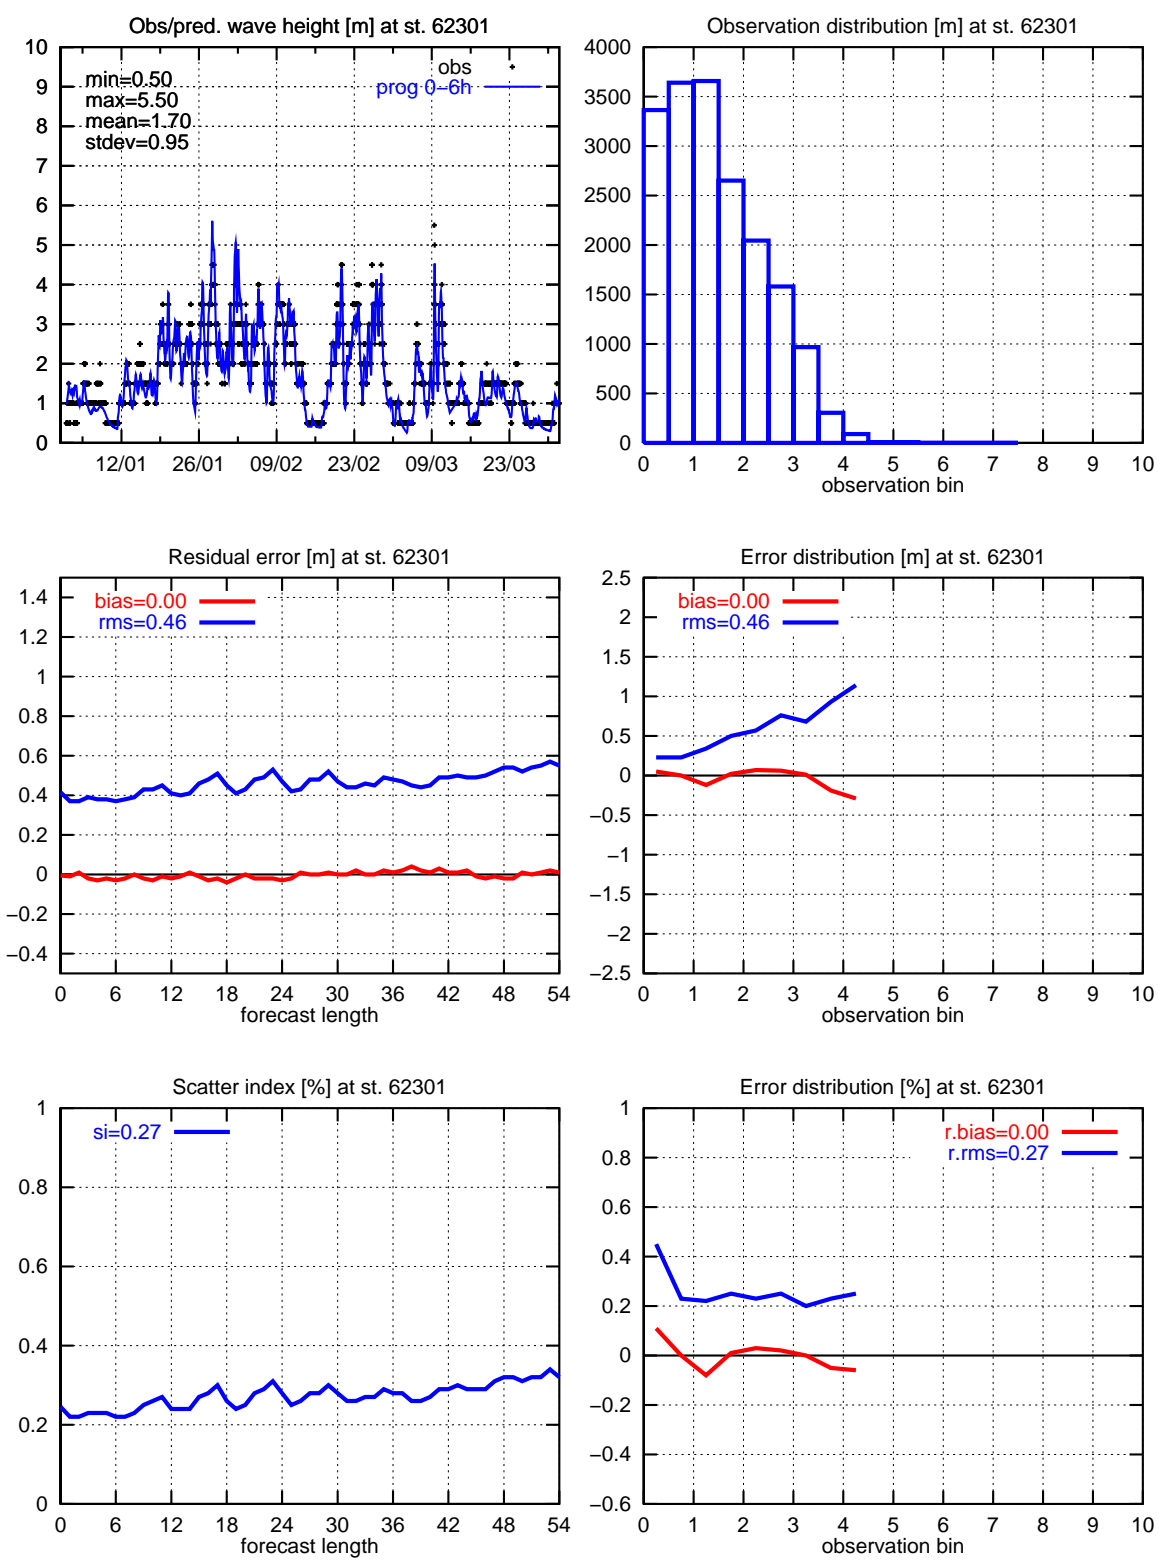 Obs/pred. wave height [m] at st. 62301
10
9
8
7
6
5
4
3
2
1
0
min=0.50
max=5.50
mean=1.70
stdev=0.95
obs
prog 0−6h
12/01 26/01 09/02 23/02 09/03 23/03
Observation distribution [m] at st. 62301
4000
3500
3000
2500
2000
1500
1000
500
0
0 1 2 3 4 5 6 7 8 9 10
observation bin
Residual error [m] at st. 62301
1.4
1.2
1
0.8
0.6
0.4
0.2
0
−0.2
−0.4
bias=0.00
rms=0.46
0 6 12 18 24 30 36 42 48 54
forecast length
Error distribution [m] at st. 62301
2.5
2
1.5
1
0.5
0
−0.5
−1
−1.5
−2
−2.5
bias=0.00
rms=0.46
0 1 2 3 4 5 6 7 8 9 10
observation bin
Scatter index [%] at st. 62301
1
0.8
0.6
0.4
0.2
0
si=0.27
0 6 12 18 24 30 36 42 48 54
forecast length
Error distribution [%] at st. 62301
1
0.8
0.6
0.4
0.2
0
−0.2
−0.4
−0.6
r.bias=0.00
r.rms=0.27
0 1 2 3 4 5 6 7 8 9 10
observation bin